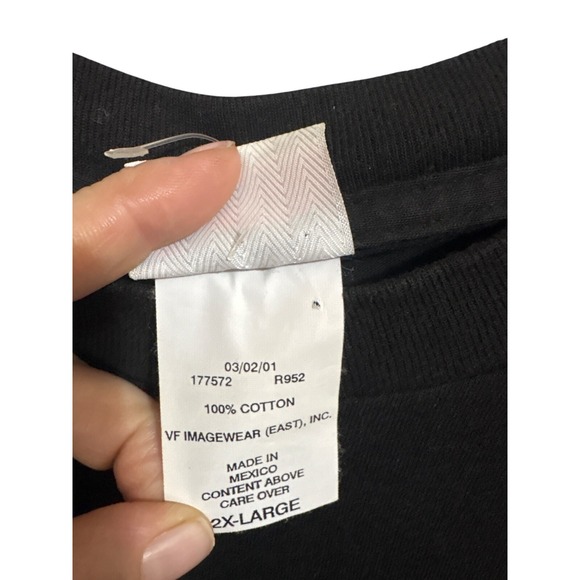 03/02/01
177572 R952
100% COTTON
VF IMAGEWEAR (EAST), INC.
MADE IN
MEXICO
CONTENT ABOVE
CARE OVER
2X-LARGE